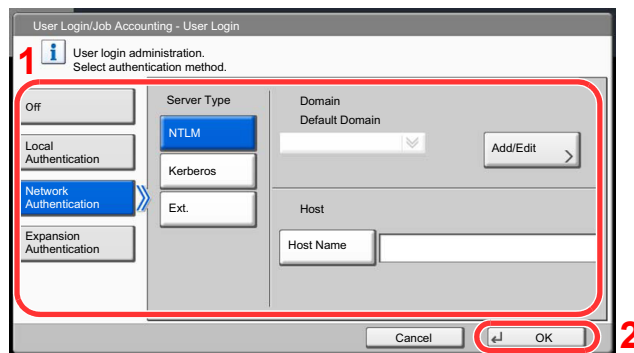 User Login/Job Accounting - User Login
1
i
User login administration.
Select authentication method.
Off
Local
Authentication
Network
Authentication
Expansion
Authentication
Server Type
NTLM
Kerberos
Ext.
Domain
Default Domain
Add/Edit
Host
Host Name
Cancel
OK
2